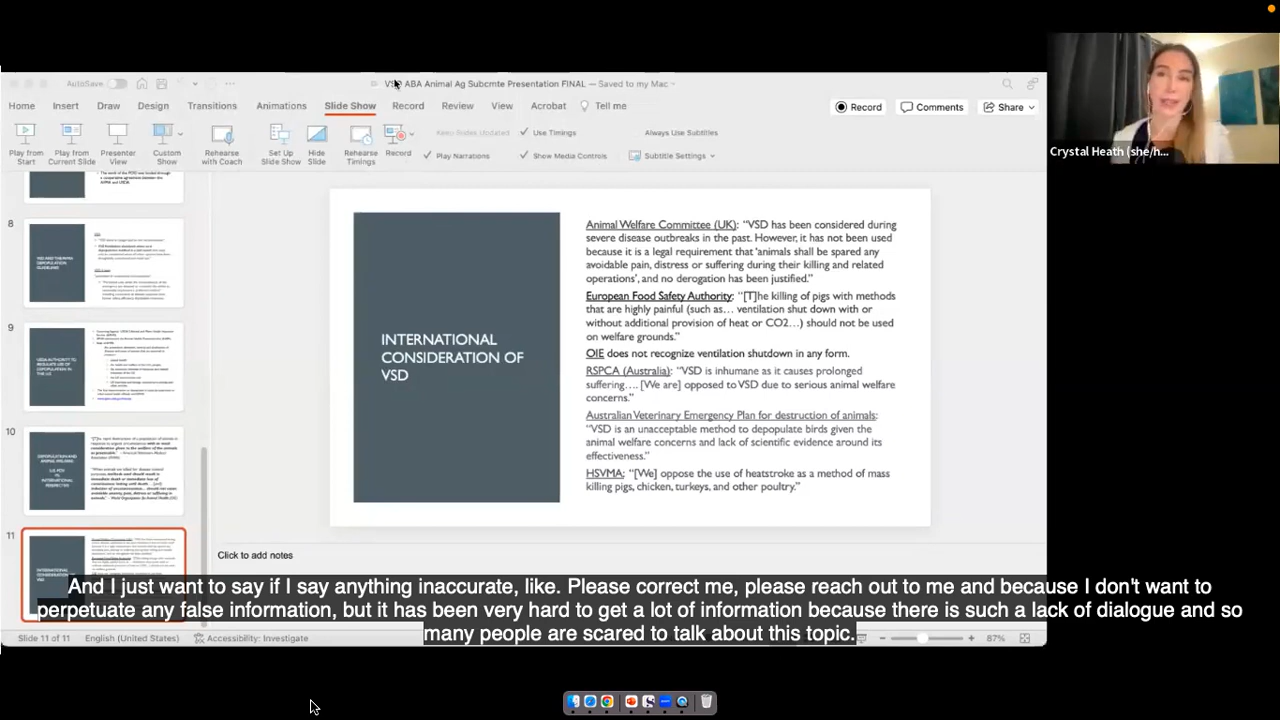 Crystal Heath (she/h...
AutoSave
VSD ABA Animal Ag Subcmte Presentation FINAL — Saved to my Mac
Home Insert Draw Design Transitions Animations Slide Show Record Review View Acrobat Tell me
Record Comments Share
Play from Start
Play from Current Slide
Presenter View
Custom Show
Rehearse with Coach
Set Up Slide Show
Hide Slide
Rehearse Timings
Record
Keep Slides Updated
Use Timings
Always Use Subtitles
Play Narrations
Show Media Controls
Subtitle Settings
8
9
10
11
INTERNATIONAL
CONSIDERATION OF
VSD
Animal Welfare Committee (UK): “VSD has been considered during
severe disease outbreaks in the past. However, it has not been used
because it is a legal requirement that ‘animals shall be spared any
avoidable pain, distress or suffering during their killing and related
operations’, and no derogation has been justified.”
European Food Safety Authority: “[T]he killing of pigs with methods
that are highly painful (such as… ventilation shut down with or
without additional provision of heat or CO2…) should not be used
on welfare grounds.”
OIE does not recognize ventilation shutdown in any form.
RSPCA (Australia): “VSD is inhumane as it causes prolonged
suffering…. [We are] opposed to VSD due to serious animal welfare
concerns.”
Australian Veterinary Emergency Plan for destruction of animals:
“VSD is an unacceptable method to depopulate birds given the
animal welfare concerns and lack of scientific evidence around its
effectiveness.”
HSVMA: “[We] oppose the use of heatstroke as a method of mass
killing pigs, chicken, turkeys, and other poultry.”
Click to add notes
And I just want to say if I say anything inaccurate, like. Please correct me, please reach out to me and because I don't want to
perpetuate any false information, but it has been very hard to get a lot of information because there is such a lack of dialogue and so
many people are scared to talk about this topic.
Slide 11 of 11 English (United States) Accessibility: Investigate
87%